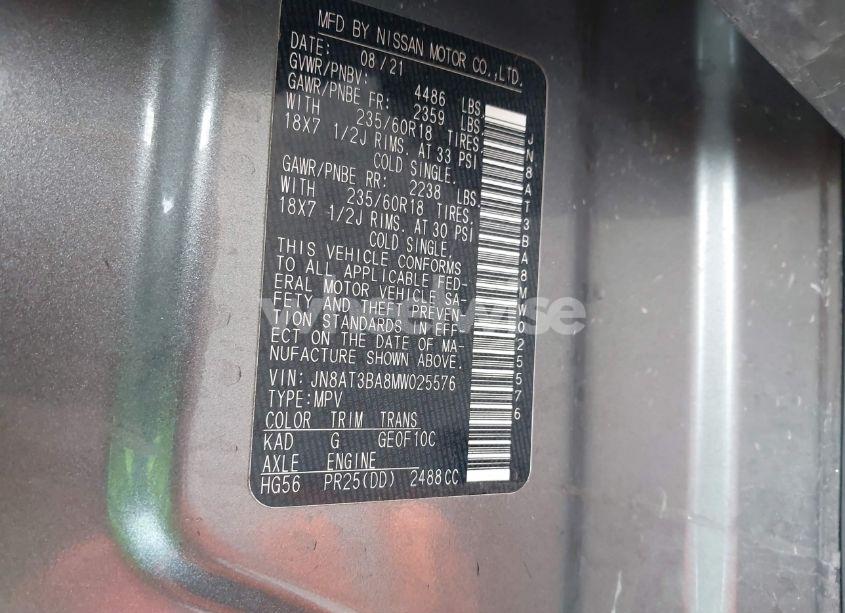 MFD BY NISSAN MOTOR CO.,LTD.
DATE: 08/21
GVWR/PNBV: 4486 LBS.
GAWR/PNBE FR: 2359 LBS.
WITH 235/60R18 TIRES,
18X7 1/2J RIMS. AT 33 PSI
COLD SINGLE.
GAWR/PNBE RR: 2238 LBS.
WITH 235/60R18 TIRES,
18X7 1/2J RIMS. AT 30 PSI
COLD SINGLE.
THIS VEHICLE CONFORMS
TO ALL APPLICABLE FED-
ERAL MOTOR VEHICLE SA-
FETY AND THEFT PREVEN-
TION STANDARDS IN EFF-
ECT ON THE DATE OF MA-
NUFACTURE SHOWN ABOVE.
VIN: JN8AT3BA8MW025576
TYPE:MPV
COLOR TRIM TRANS
KAD G GE0F10C
AXLE ENGINE
HG56 PR25(DD) 2488CC
JN8AT3BA8MW025576
wheelwise